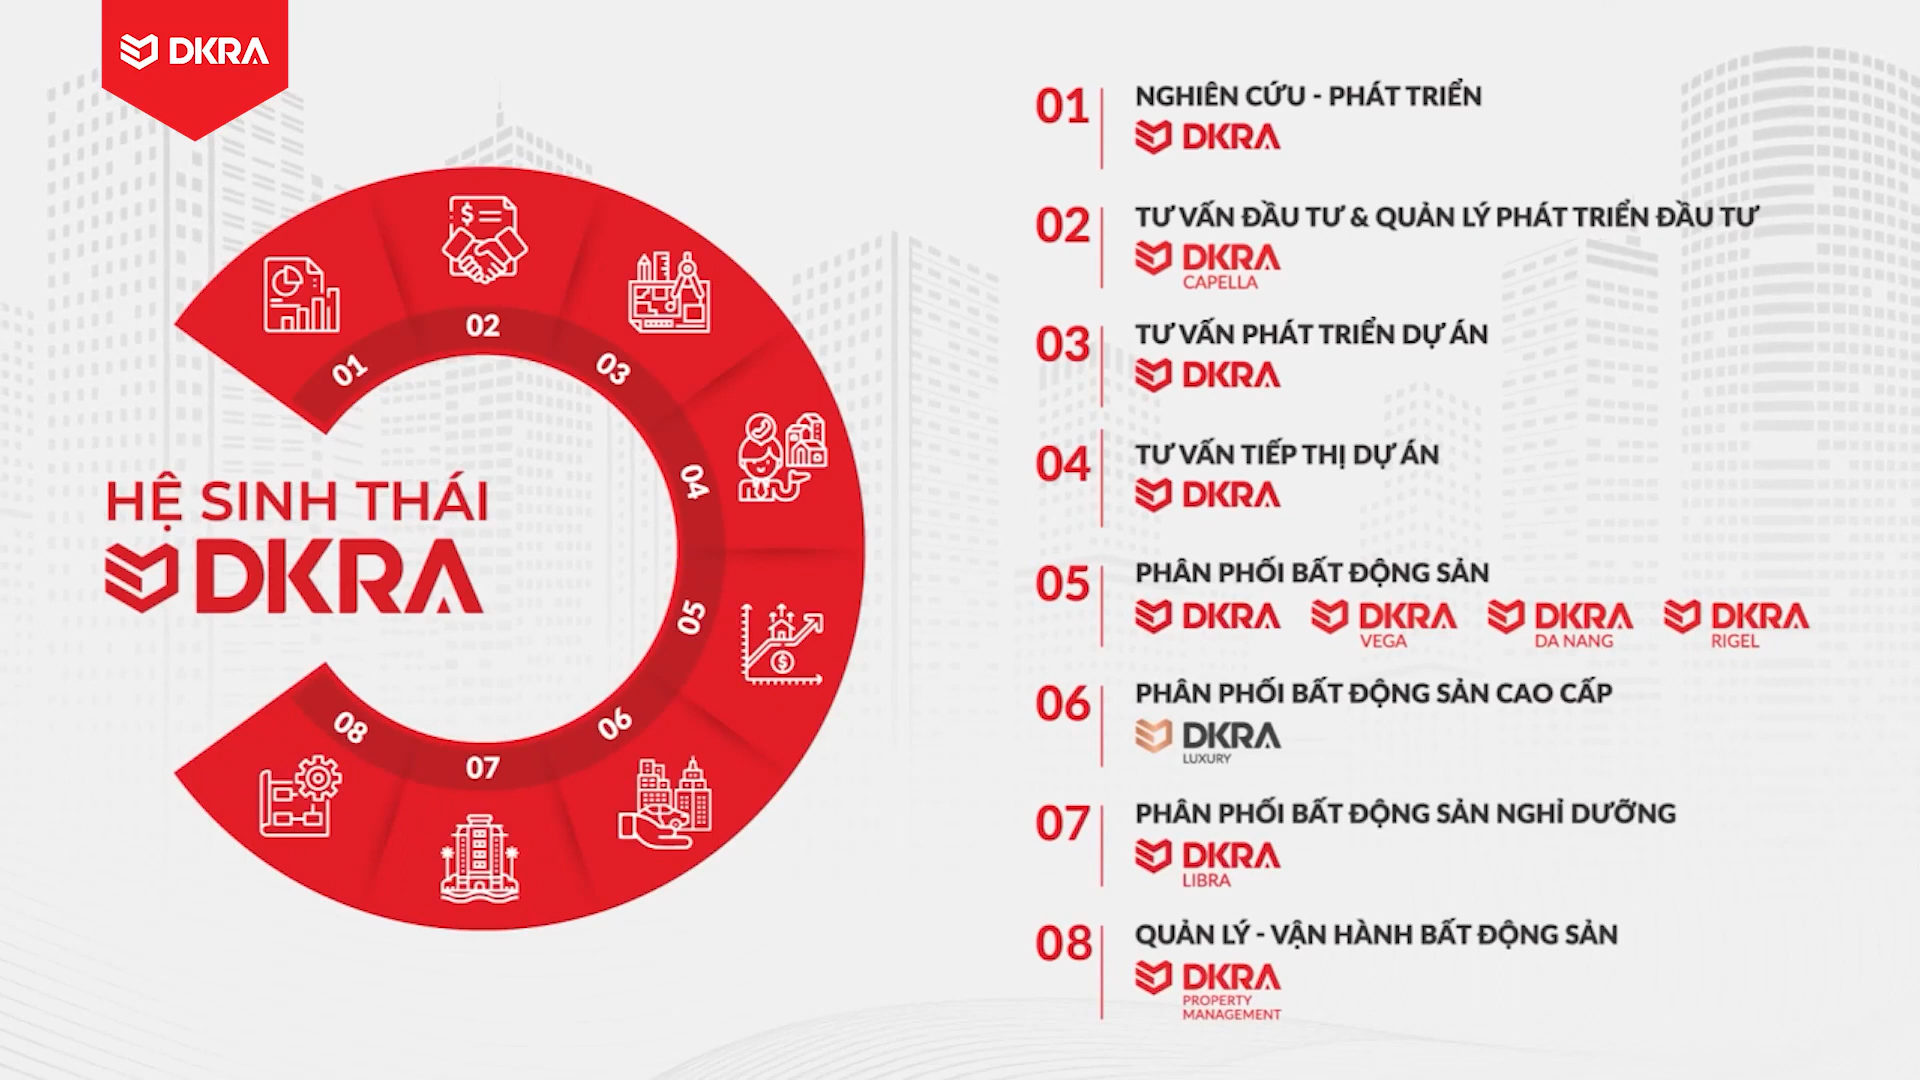 DKRA
01
02
03
04
05
06
07
08
HỆ SINH THÁI
DKRA
01
NGHIÊN CỨU - PHÁT TRIỂN
DKRA
02
TƯ VẤN ĐẦU TƯ & QUẢN LÝ PHÁT TRIỂN ĐẦU TƯ
DKRA
CAPELLA
03
TƯ VẤN PHÁT TRIỂN DỰ ÁN
DKRA
04
TƯ VẤN TIẾP THỊ DỰ ÁN
DKRA
05
PHÂN PHỐI BẤT ĐỘNG SẢN
DKRA DKRA DKRA DKRA
VEGA DA NANG RIGEL
06
PHÂN PHỐI BẤT ĐỘNG SẢN CAO CẤP
DKRA
LUXURY
07
PHÂN PHỐI BẤT ĐỘNG SẢN NGHỈ DƯỠNG
DKRA
LIBRA
08
QUẢN LÝ - VẬN HÀNH BẤT ĐỘNG SẢN
DKRA
PROPERTY
MANAGEMENT